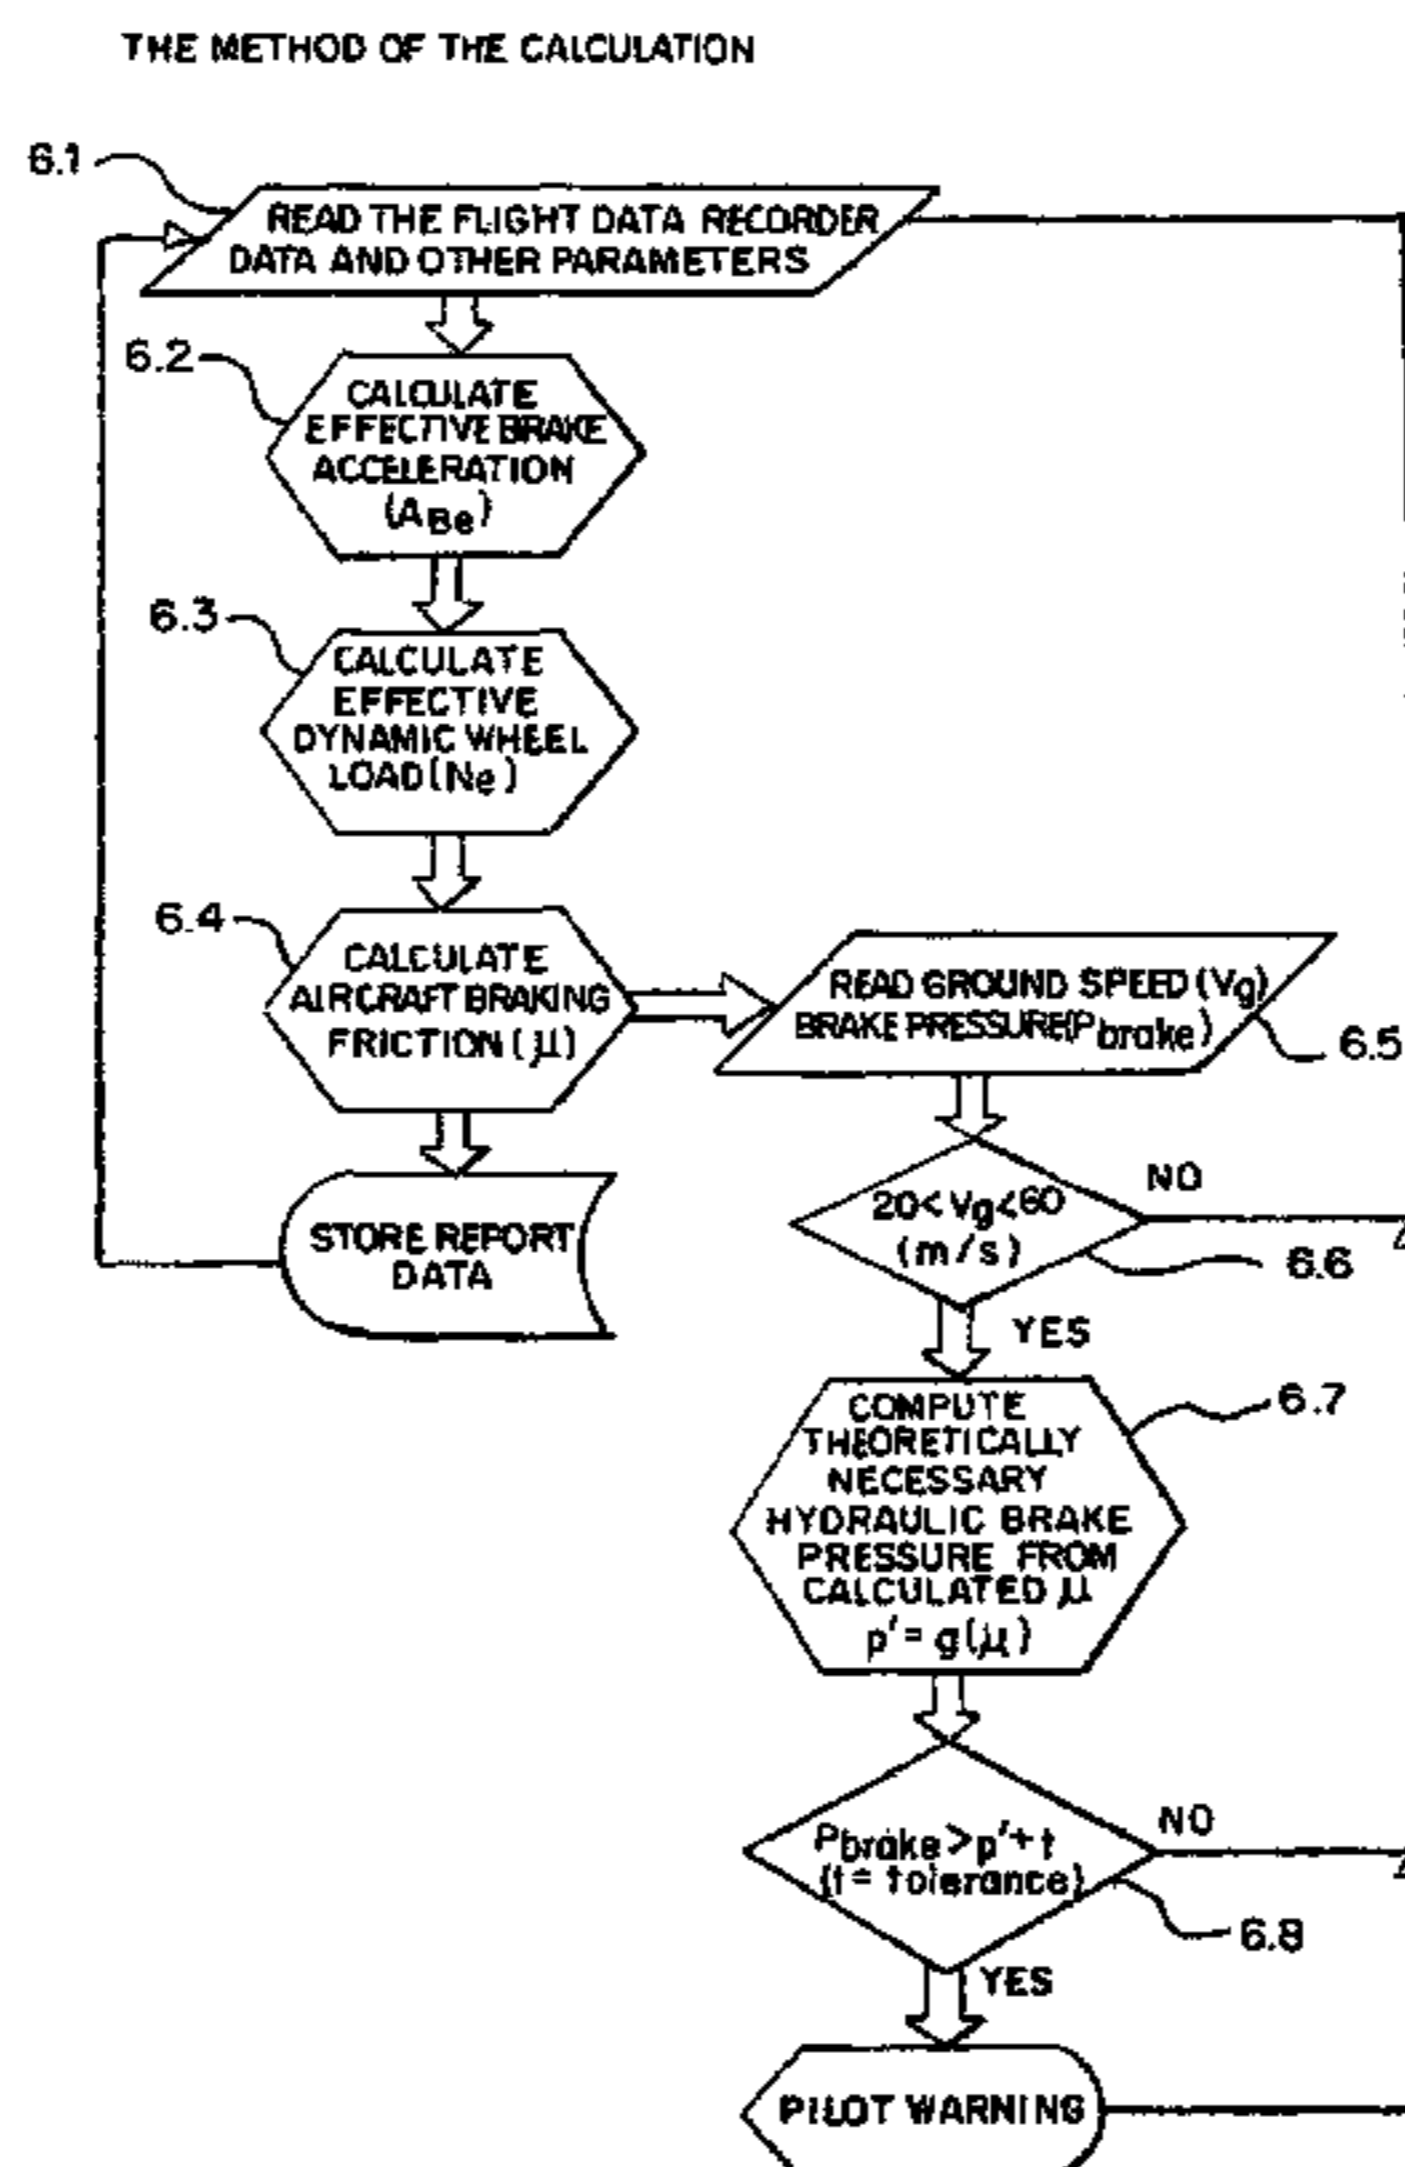 THE METHOD OF THE CALCULATION
6.1
READ THE FLIGHT DATA RECORDER
DATA AND OTHER PARAMETERS
6.2
CALCULATE
EFFECTIVE BRAKE
ACCELERATION
(ABe)
6.3
CALCULATE
EFFECTIVE
DYNAMIC WHEEL
LOAD (Ne)
6.4
CALCULATE
AIRCRAFT BRAKING
FRICTION (μ)
STORE REPORT
DATA
READ GROUND SPEED (Vg)
BRAKE PRESSURE (Pbrake)
6.5
20 < Vg < 60
(m/s)
NO
6.6
YES
COMPUTE
THEORETICALLY
NECESSARY
HYDRAULIC BRAKE
PRESSURE FROM
CALCULATED μ
p' = g(μ)
6.7
Pbrake > p' + t
(t = tolerance)
NO
6.8
YES
PILOT WARNING